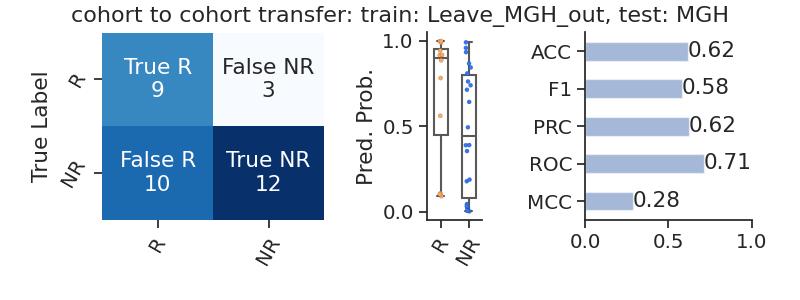 cohort to cohort transfer: train: Leave_MGH_out, test: MGH
True Label
R
NR
True R
9
False NR
3
False R
10
True NR
12
R
NR
Pred. Prob.
1.0
0.5
0.0
R
NR
ACC
0.62
F1
0.58
PRC
0.62
ROC
0.71
MCC
0.28
0.0
0.5
1.0